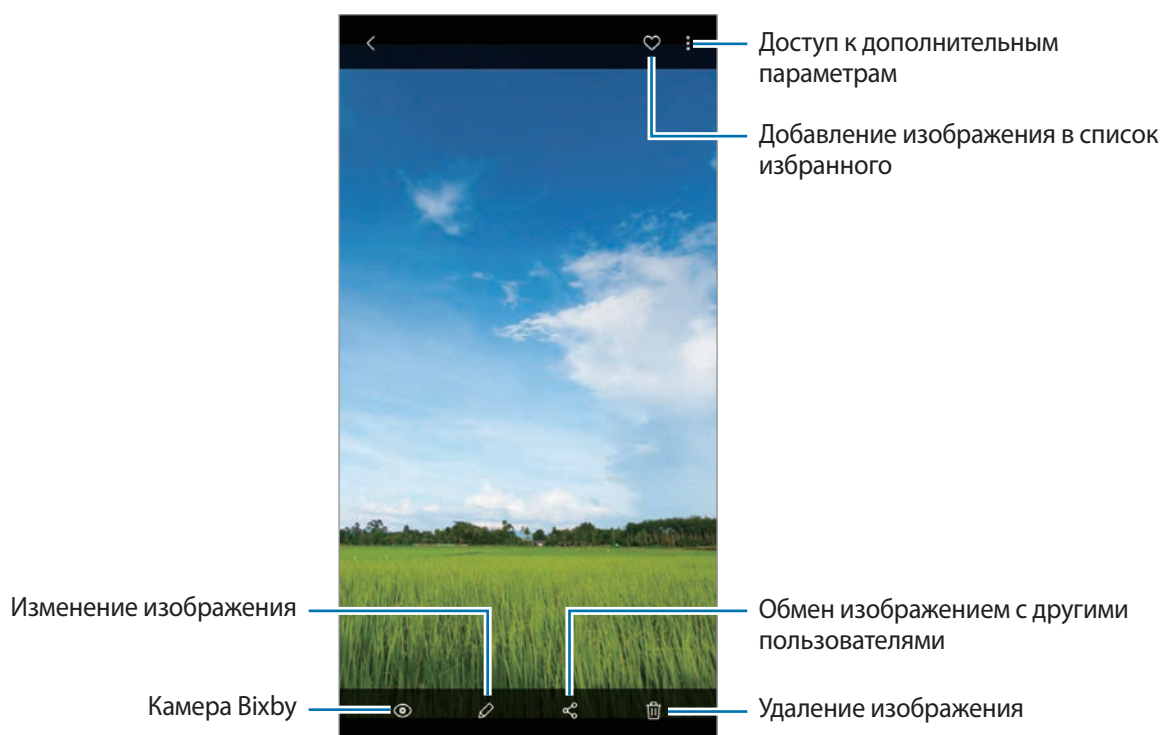 Доступ к дополнительным
параметрам
Добавление изображения в список
избранного
Изменение изображения
Обмен изображением с другими
пользователями
Камера Bixby
Удаление изображения